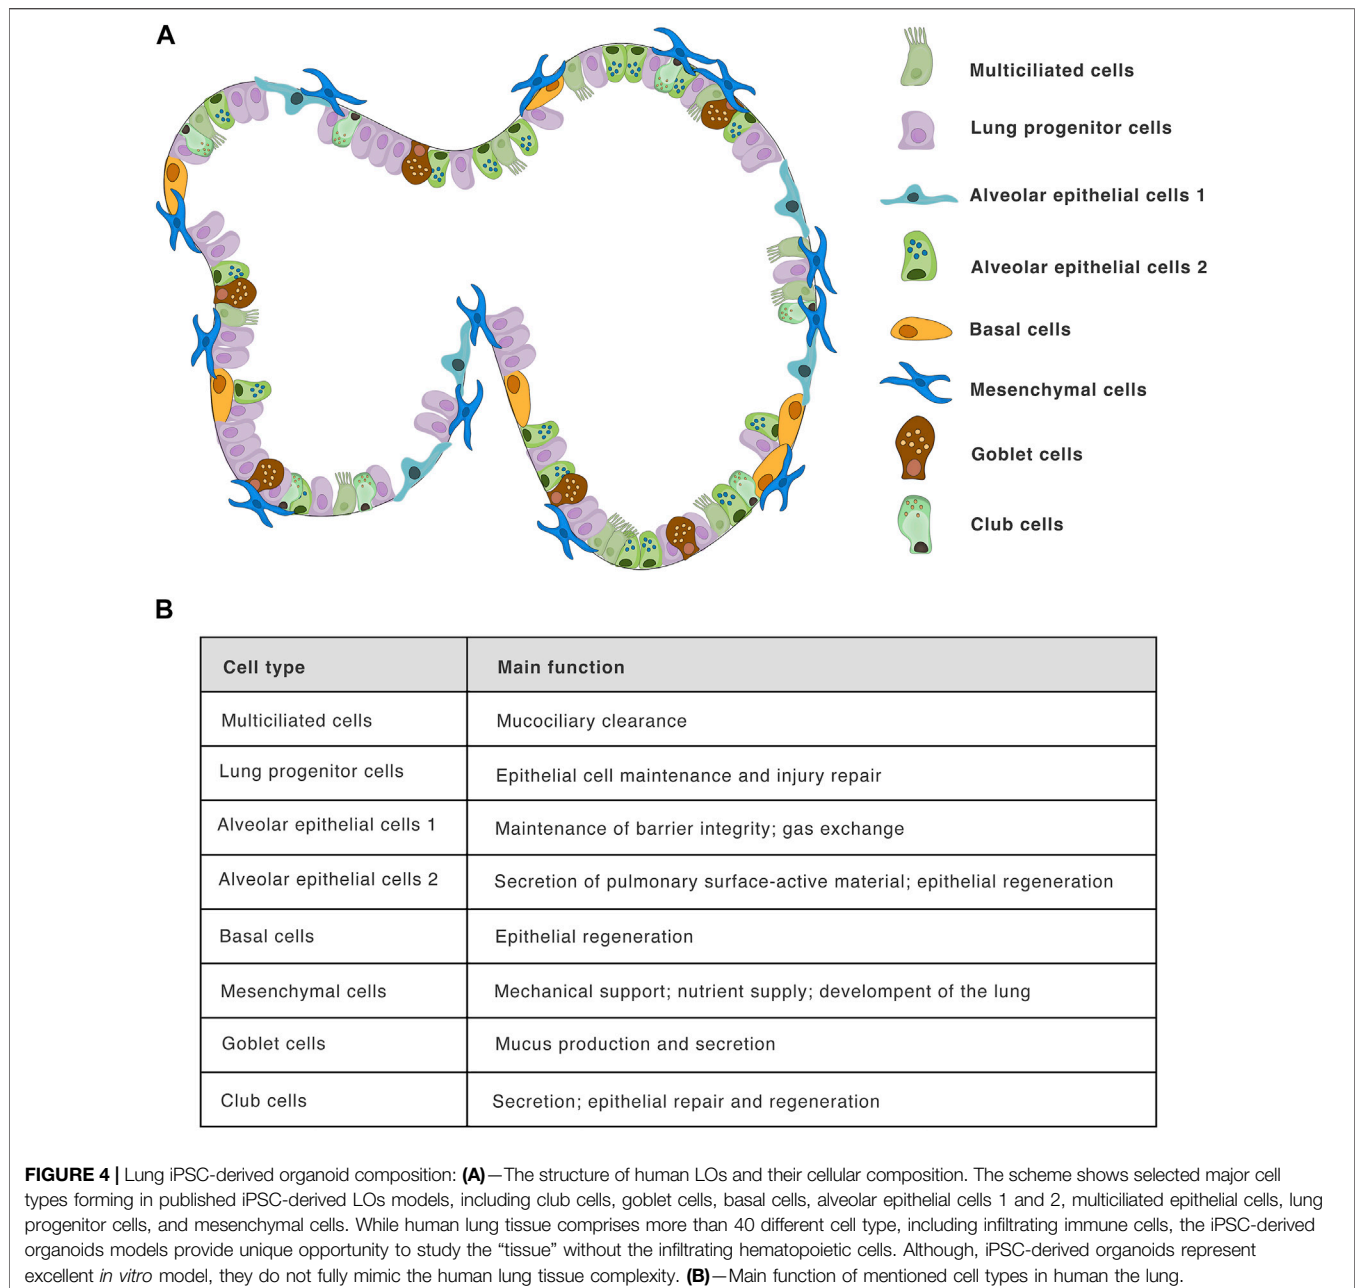 A
Multiciliated cells
Lung progenitor cells
Alveolar epithelial cells 1
Alveolar epithelial cells 2
Basal cells
Mesenchymal cells
Goblet cells
Club cells
B
Cell type Main function
Multiciliated cells Mucociliary clearance
Lung progenitor cells Epithelial cell maintenance and injury repair
Alveolar epithelial cells 1 Maintenance of barrier integrity; gas exchange
Alveolar epithelial cells 2 Secretion of pulmonary surface-active material; epithelial regeneration
Basal cells Epithelial regeneration
Mesenchymal cells Mechanical support; nutrient supply; develompent of the lung
Goblet cells Mucus production and secretion
Club cells Secretion; epithelial repair and regeneration
FIGURE 4 | Lung iPSC-derived organoid composition: (A)—The structure of human LOs and their cellular composition. The scheme shows selected major cell
types forming in published iPSC-derived LOs models, including club cells, goblet cells, basal cells, alveolar epithelial cells 1 and 2, multiciliated epithelial cells, lung
progenitor cells, and mesenchymal cells. While human lung tissue comprises more than 40 different cell type, including infiltrating immune cells, the iPSC-derived
organoids models provide unique opportunity to study the “tissue” without the infiltrating hematopoietic cells. Although, iPSC-derived organoids represent
excellent in vitro model, they do not fully mimic the human lung tissue complexity. (B)—Main function of mentioned cell types in human the lung.